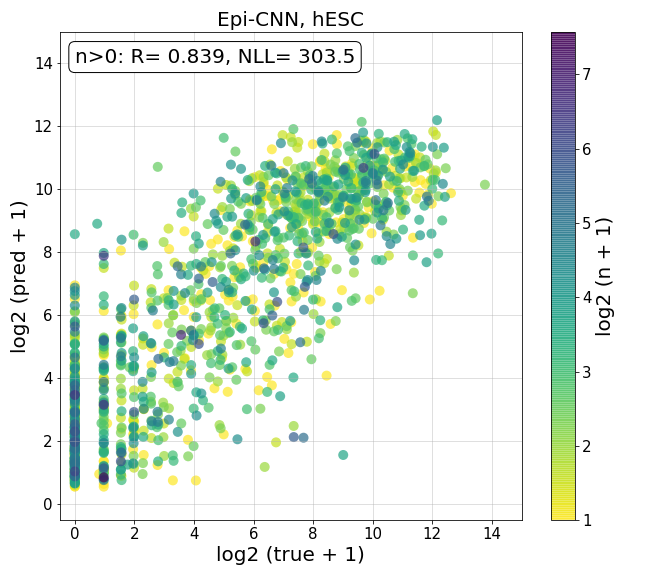 Epi-CNN, hESC
n>0: R= 0.839, NLL= 303.5
14
12
10
8
6
4
2
0
log2 (pred + 1)
0 2 4 6 8 10 12 14
log2 (true + 1)
7
6
5
4
3
2
1
log2 (n + 1)